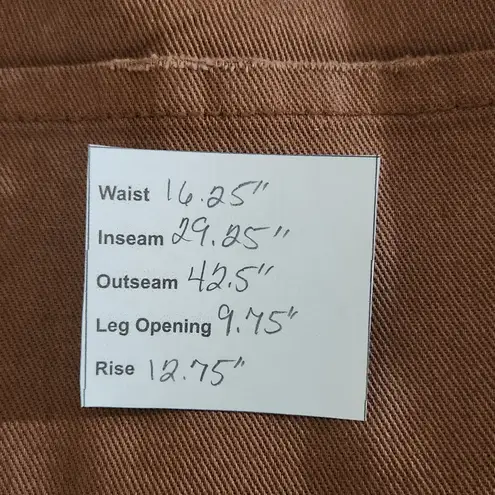 Waist 16.25"
Inseam 29.25"
Outseam 42.5"
Leg Opening 9.75"
Rise 12.75"